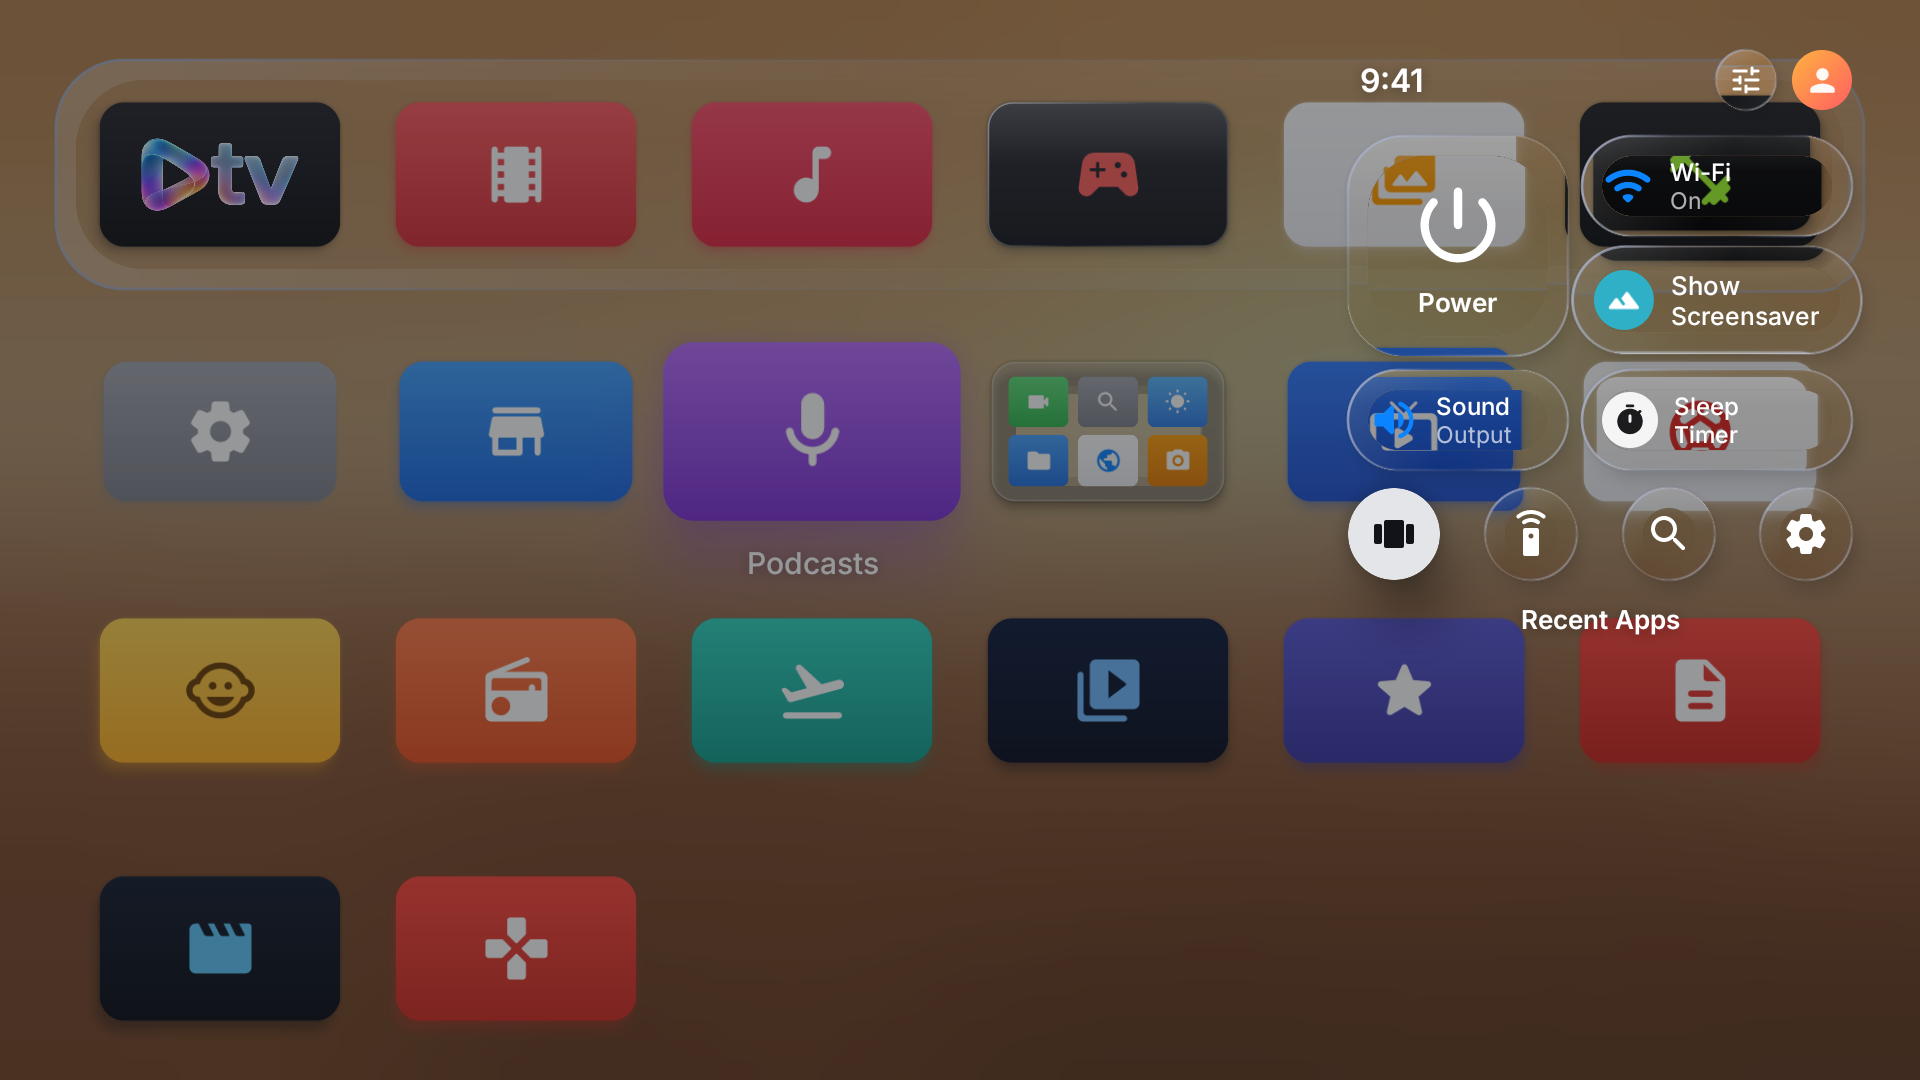 9:41
tv
Wi-Fi
On
Power
Show
Screensaver
Sound
Output
Sleep
Timer
Podcasts
Recent Apps